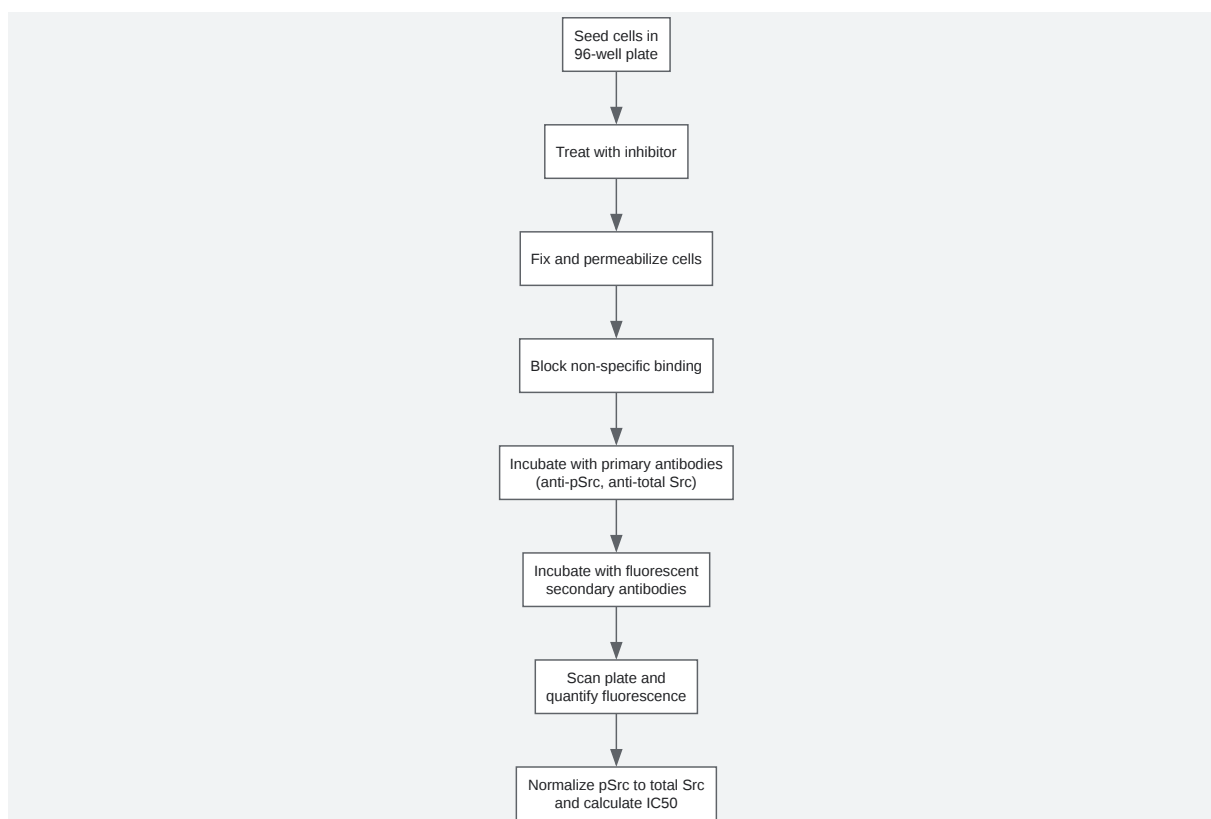 Seed cells in
96-well plate
Treat with inhibitor
Fix and permeabilize cells
Block non-specific binding
Incubate with primary antibodies
(anti-pSrc, anti-total Src)
Incubate with fluorescent
secondary antibodies
Scan plate and
quantify fluorescence
Normalize pSrc to total Src
and calculate IC50